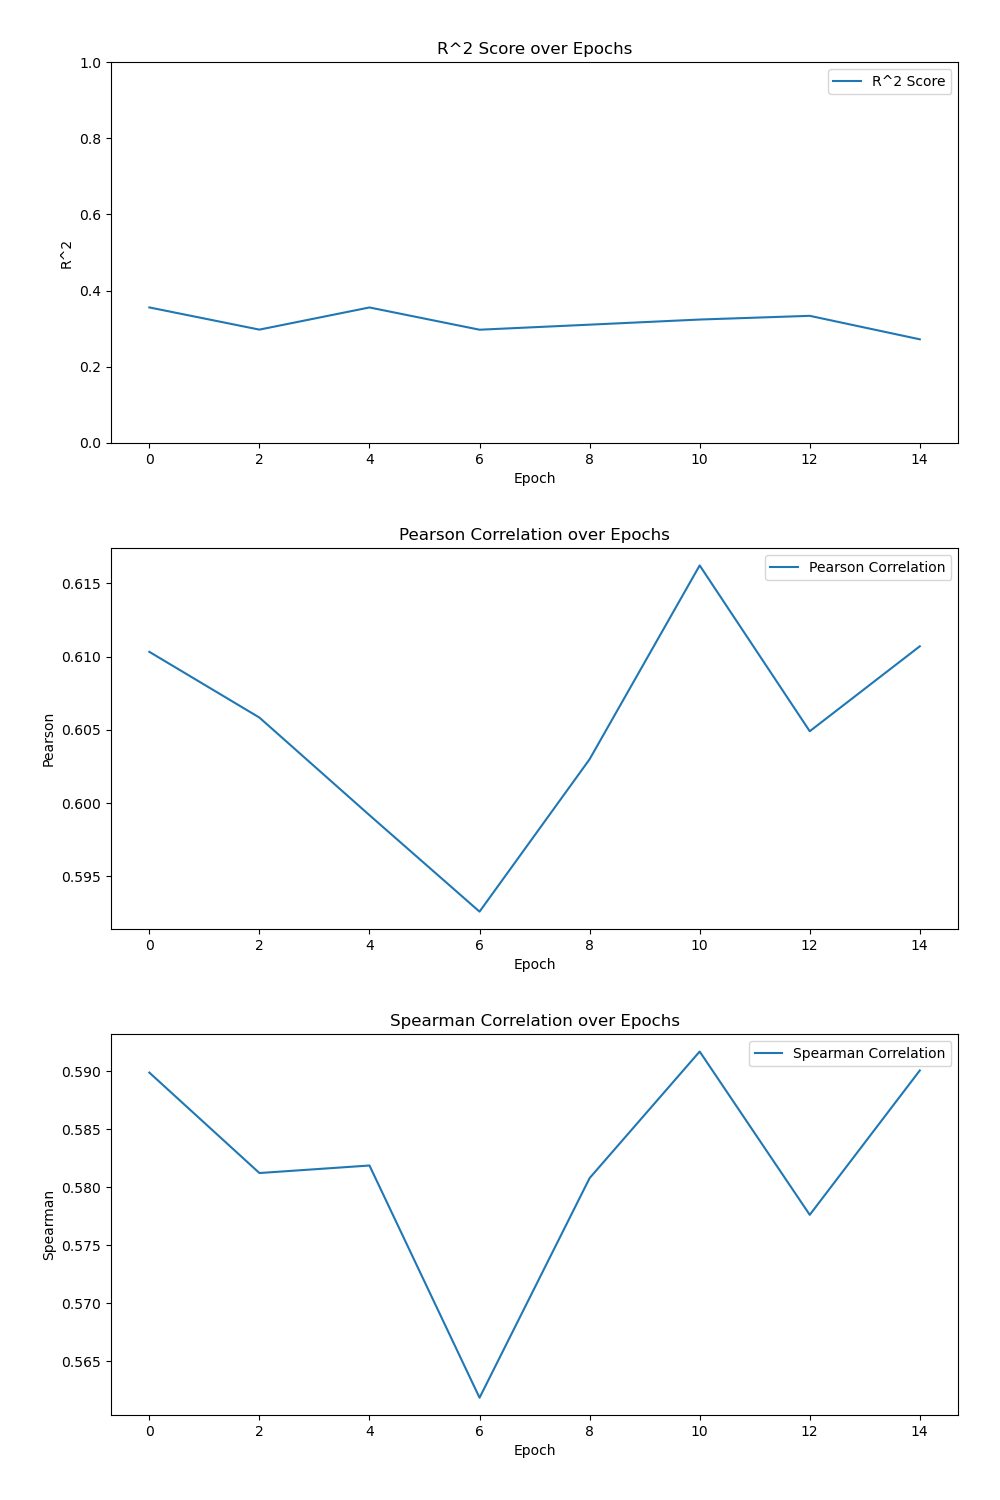 R^2 Score over Epochs
R^2 Score
1.0
0.8
0.6
0.4
0.2
0.0
R^2
0 2 4 6 8 10 12 14
Epoch
Pearson Correlation over Epochs
Pearson Correlation
0.615
0.610
0.605
0.600
0.595
Pearson
0 2 4 6 8 10 12 14
Epoch
Spearman Correlation over Epochs
Spearman Correlation
0.590
0.585
0.580
0.575
0.570
0.565
Spearman
0 2 4 6 8 10 12 14
Epoch